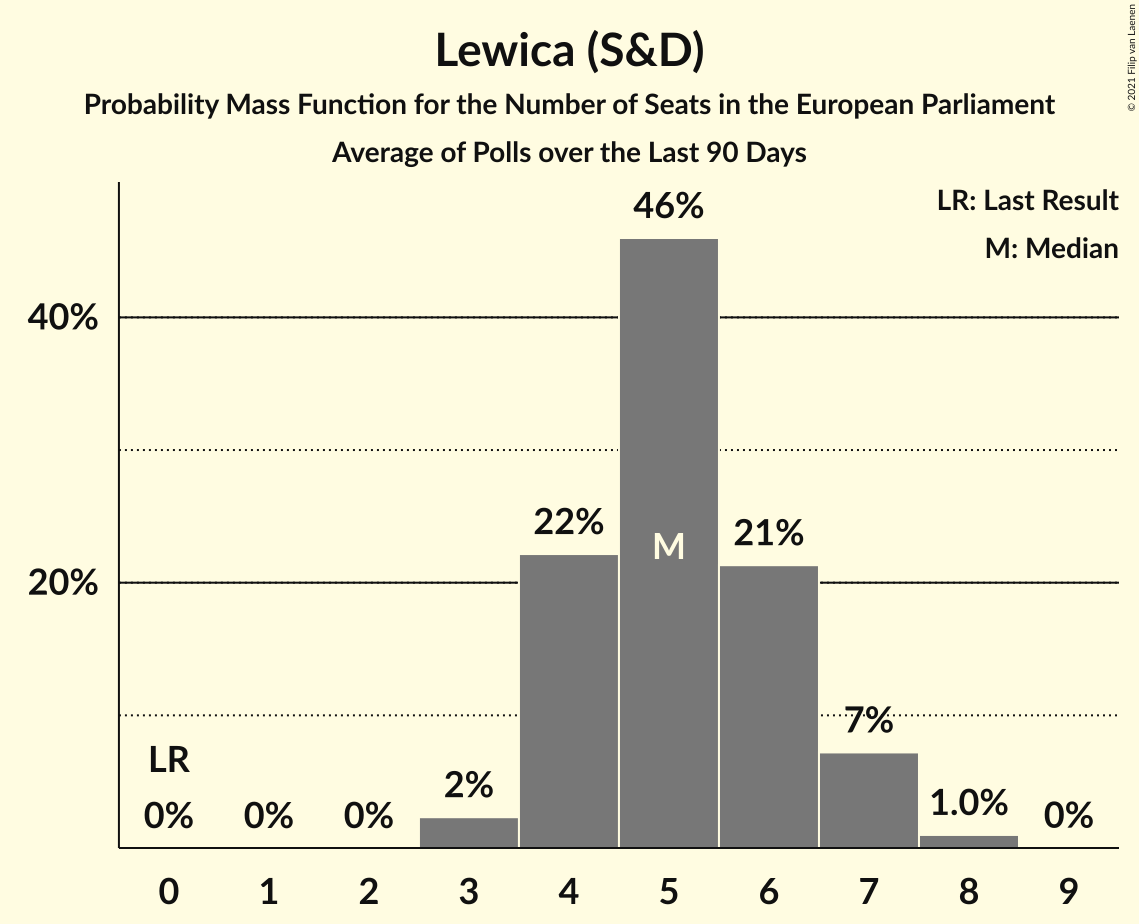 Lewica (S&D)
Probability Mass Function for the Number of Seats in the European Parliament
Average of Polls over the Last 90 Days
© 2021 Filip van Laenen
LR: Last Result
M: Median
46%
40%
22%
M
21%
20%
7%
LR
2%
1.0%
0% 0% 0% 0%
0 1 2 3 4 5 6 7 8 9